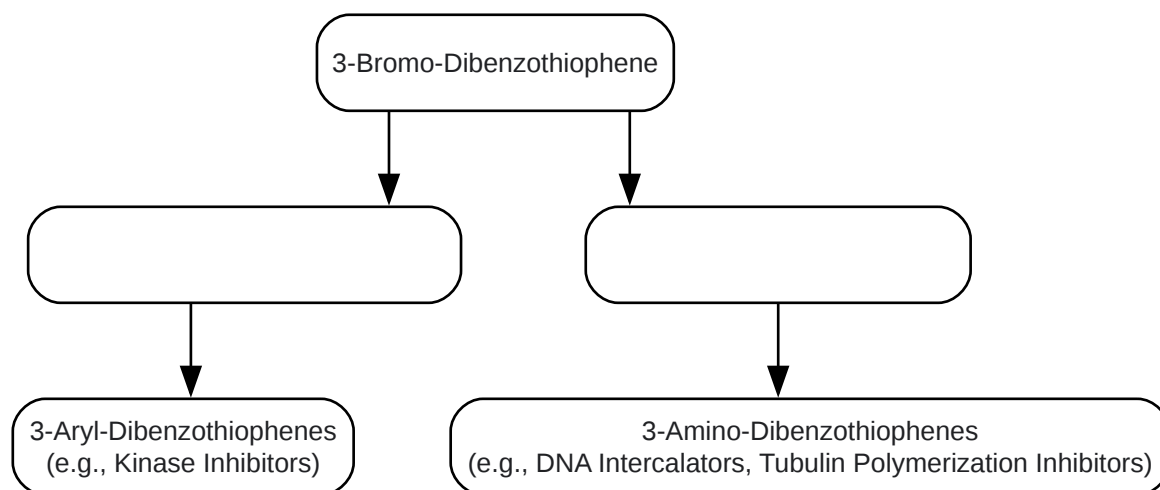 3-Bromo-Dibenzothiophene
3-Aryl-Dibenzothiophenes
(e.g., Kinase Inhibitors)
3-Amino-Dibenzothiophenes
(e.g., DNA Intercalators, Tubulin Polymerization Inhibitors)